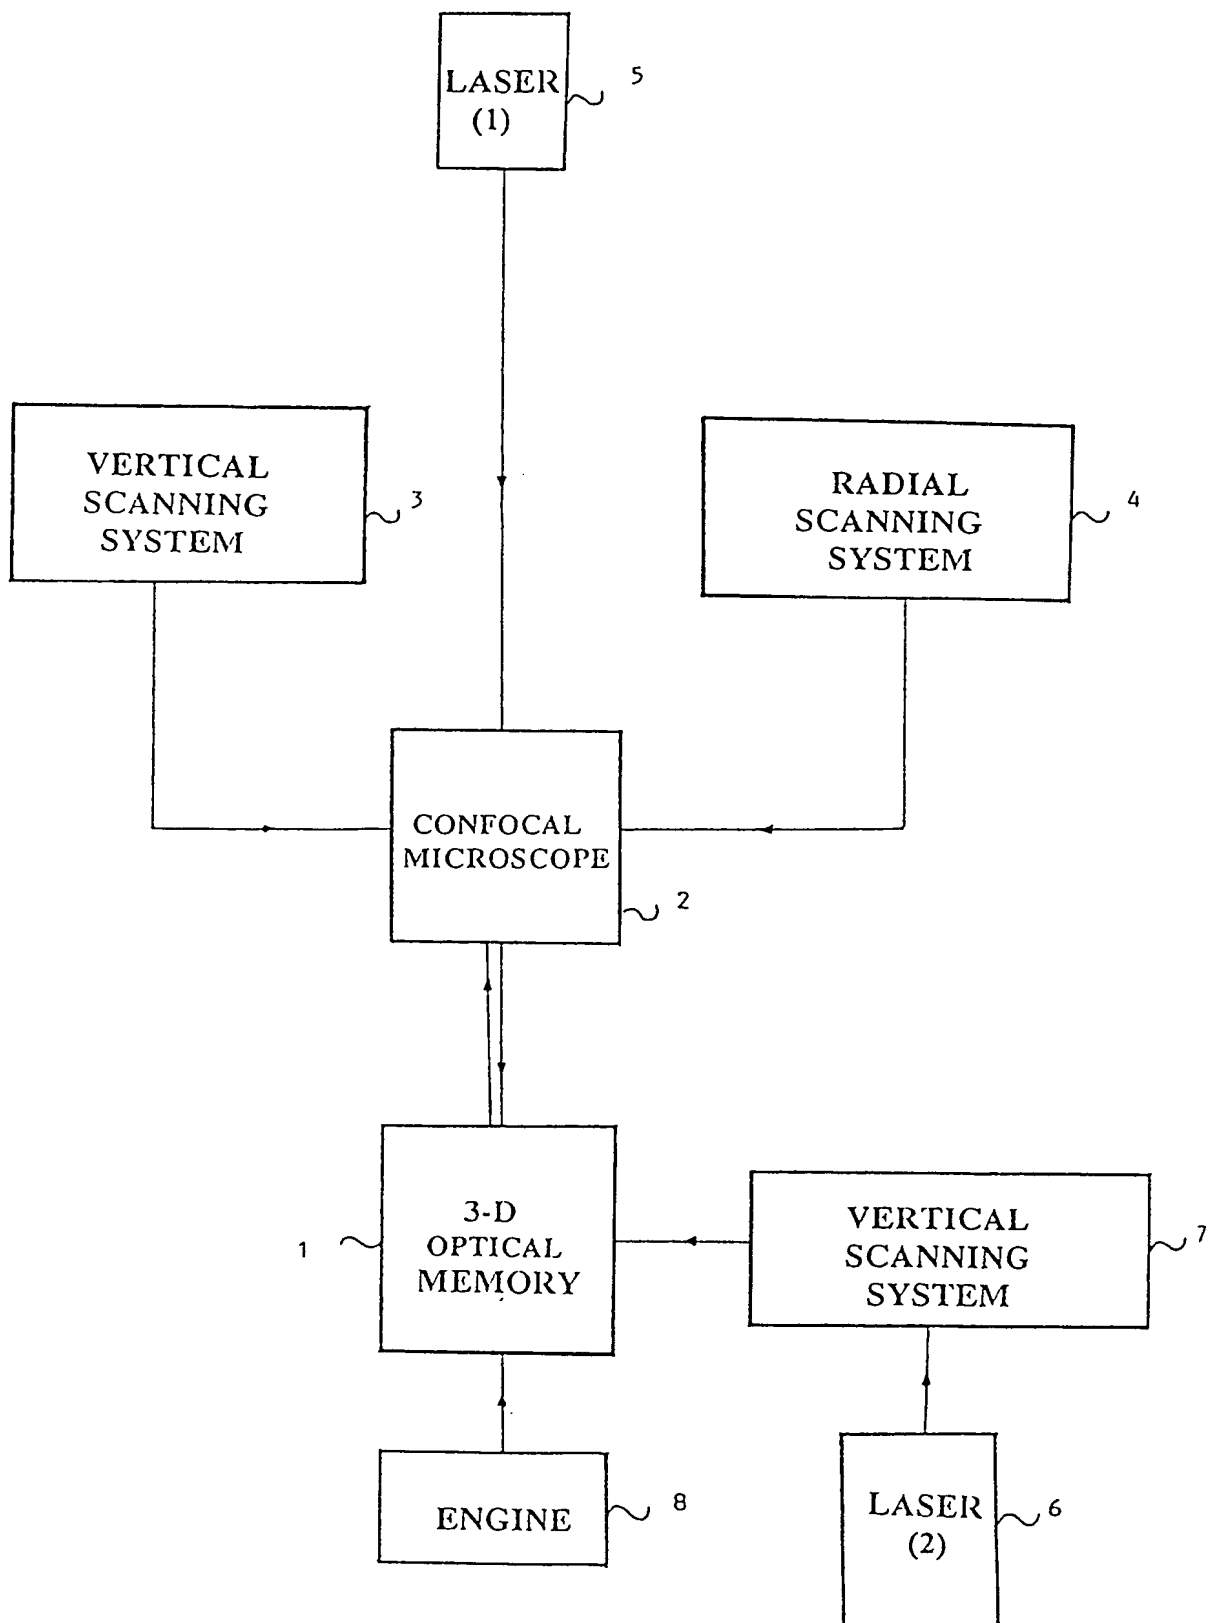 LASER
(1)
5
VERTICAL
SCANNING
SYSTEM
3
RADIAL
SCANNING
SYSTEM
4
CONFOCAL
MICROSCOPE
2
3-D
OPTICAL
MEMORY
1
VERTICAL
SCANNING
SYSTEM
7
ENGINE
8
LASER
(2)
6